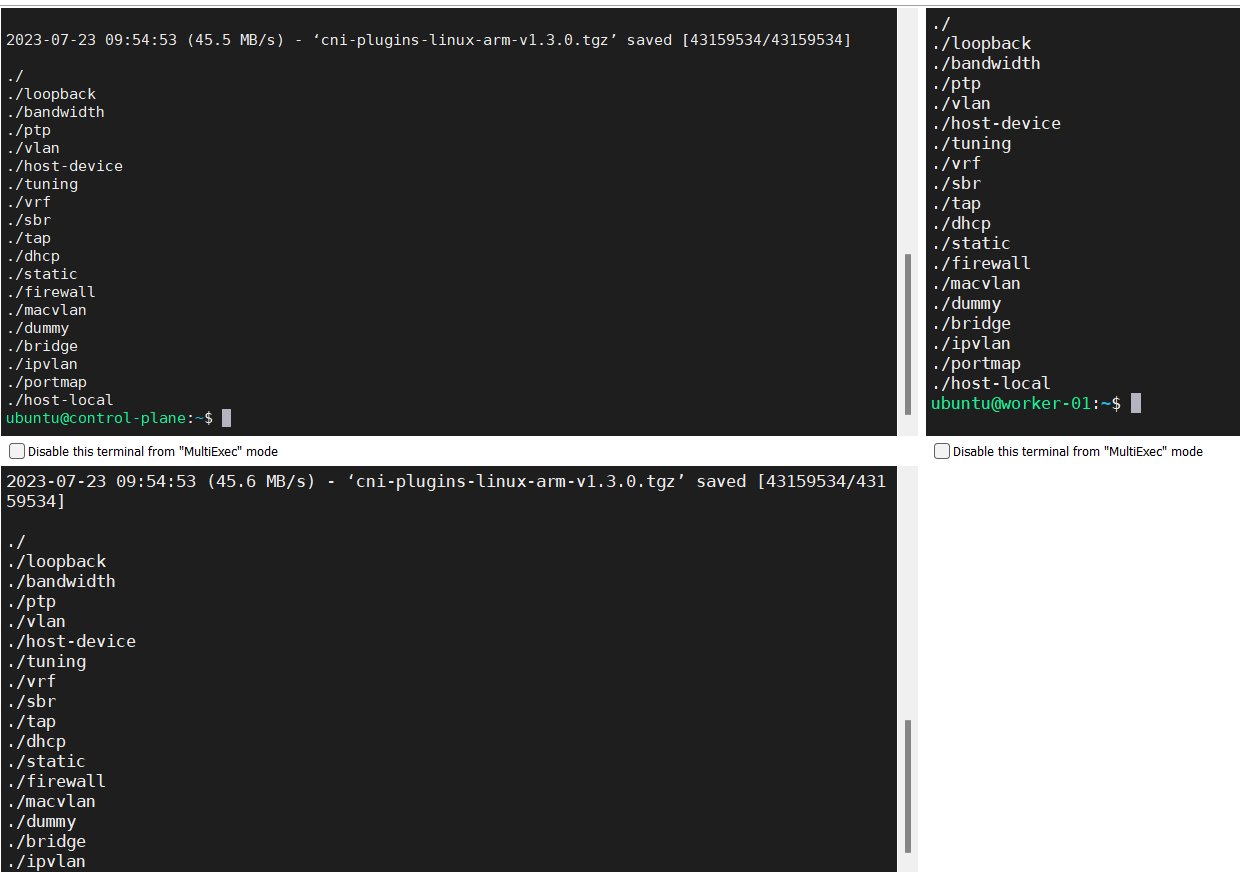 2023-07-23 09:54:53 (45.5 MB/s) - ‘cni-plugins-linux-arm-v1.3.0.tgz’ saved [43159534/43159534]
./
./loopback
./bandwidth
./ptp
./vlan
./host-device
./tuning
./vrf
./sbr
./tap
./dhcp
./static
./firewall
./macvlan
./dummy
./bridge
./ipvlan
./portmap
./host-local
ubuntu@control-plane:~$
Disable this terminal from "MultiExec" mode
./
./loopback
./bandwidth
./ptp
./vlan
./host-device
./tuning
./vrf
./sbr
./tap
./dhcp
./static
./firewall
./macvlan
./dummy
./bridge
./ipvlan
./portmap
./host-local
ubuntu@worker-01:~$
Disable this terminal from "MultiExec" mode
2023-07-23 09:54:53 (45.6 MB/s) - ‘cni-plugins-linux-arm-v1.3.0.tgz’ saved [43159534/431
59534]
./
./loopback
./bandwidth
./ptp
./vlan
./host-device
./tuning
./vrf
./sbr
./tap
./dhcp
./static
./firewall
./macvlan
./dummy
./bridge
./ipvlan